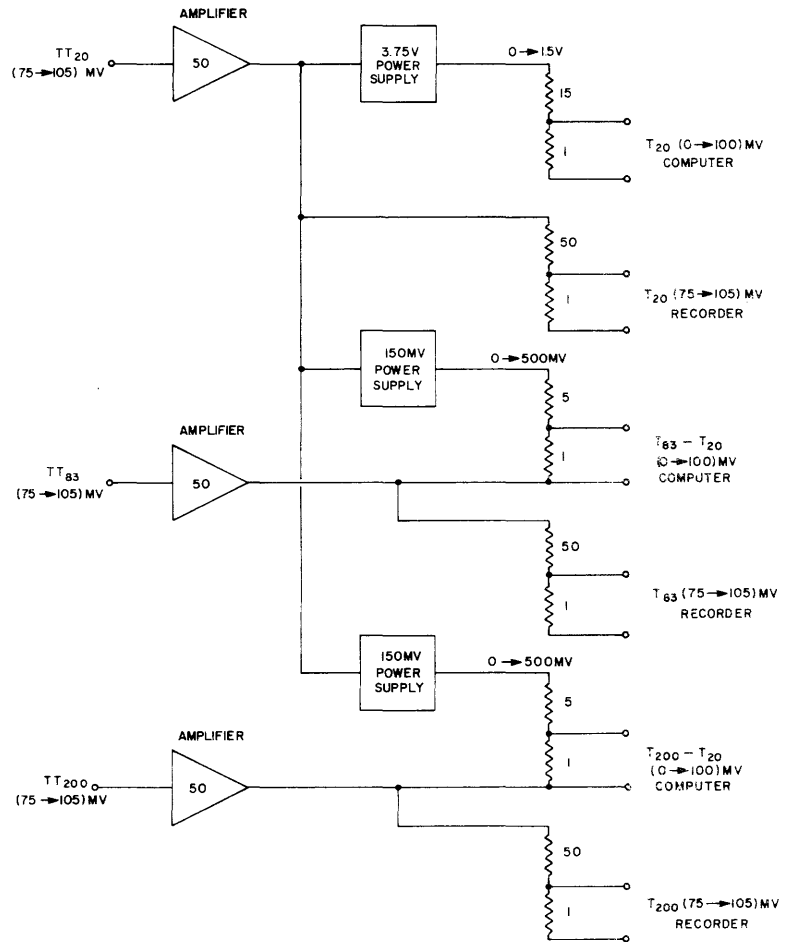 AMPLIFIER
TT20
(75→105) MV
50
3.75V
POWER
SUPPLY
0→1.5V
15
1
T20 (0→100) MV
COMPUTER
50
1
T20 (75→105) MV
RECORDER
150MV
POWER
SUPPLY
0→500MV
5
1
T83 – T20
(0→100) MV
COMPUTER
AMPLIFIER
TT83
(75→105) MV
50
50
1
T83 (75→105) MV
RECORDER
150MV
POWER
SUPPLY
0→500MV
5
1
T200 – T20
(0→100) MV
COMPUTER
AMPLIFIER
TT200
(75→105) MV
50
50
1
T200 (75→105) MV
RECORDER